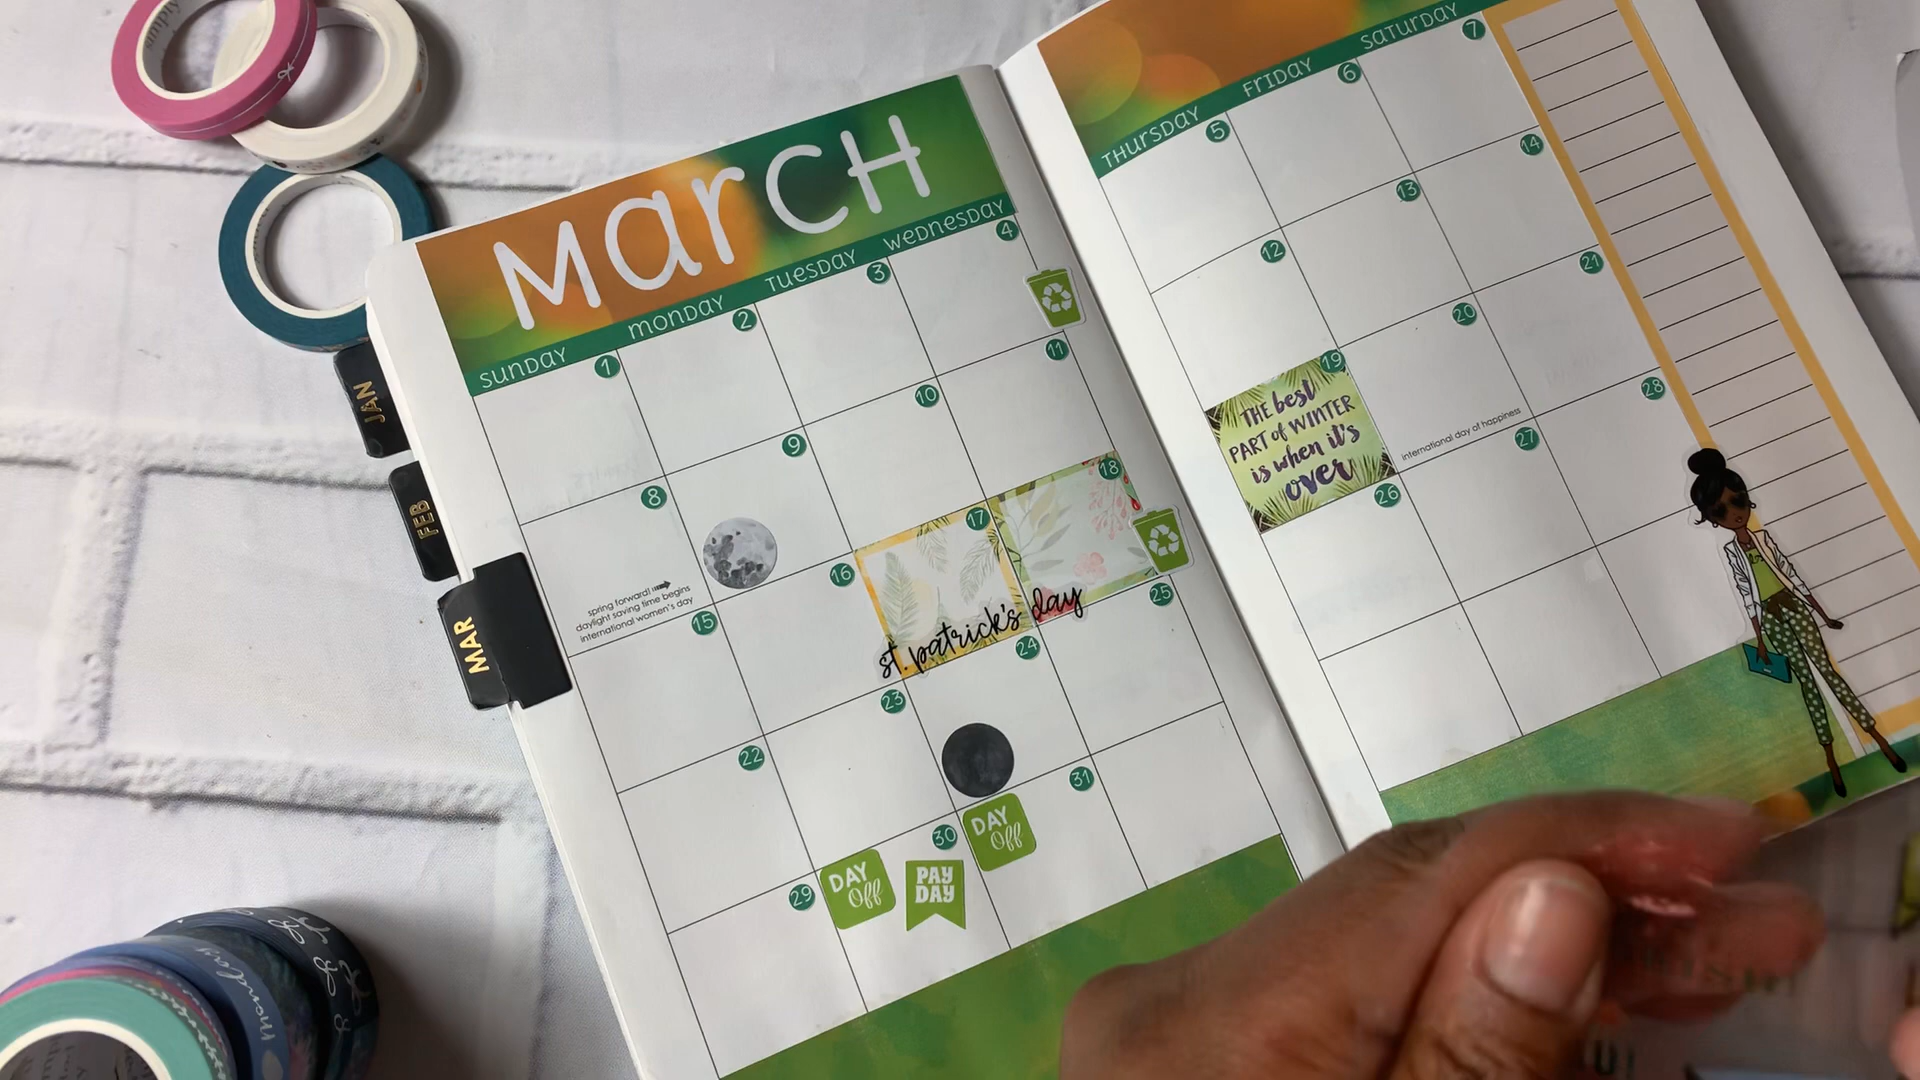 simply
JAN
FEB
MAR
MarCH
SUNDAY MONDAY TUESDAY WEDNESDAY
THURSDAY FRIDAY SATURDAY
1 2 3 4 5 6 7
8 9 10 11 12 13 14
spring forward!
daylight saving time begins
international women's day
15 16 17 18 19 20 21
st. patrick's day
THE best
PART of WINTER
is when it's
over
international day of happiness
22 23 24 25 26 27 28
29 30 31
DAY
Off
PAY
DAY
DAY
Off
monday